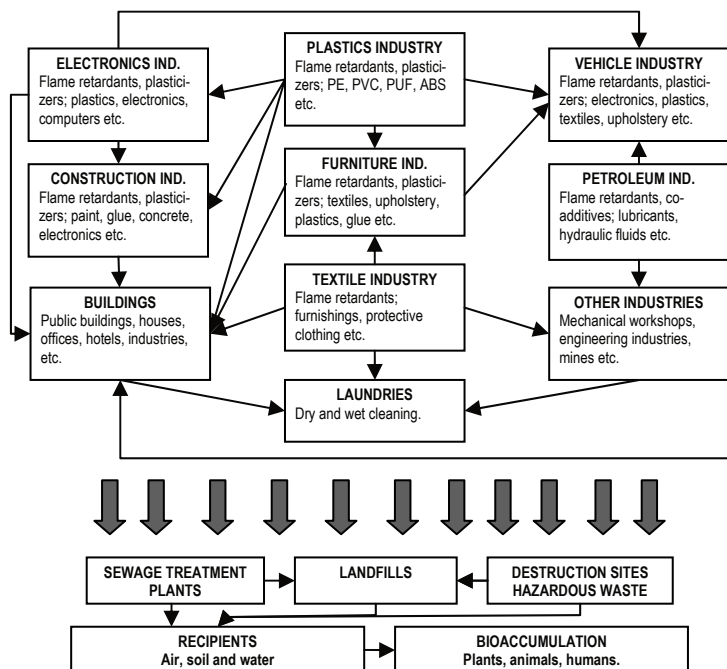 ELECTRONICS IND.
Flame retardants, plastici-
zers; plastics, electronics,
computers etc.
PLASTICS INDUSTRY
Flame retardants, plastici-
zers; PE, PVC, PUF, ABS
etc.
VEHICLE INDUSTRY
Flame retardants, plastici-
zers; electronics, plastics,
textiles, upholstery etc.
CONSTRUCTION IND.
Flame retardants, plastici-
zers; paint, glue, concrete,
electronics etc.
FURNITURE IND.
Flame retardants, plastici-
zers; textiles, upholstery,
plastics, glue etc.
PETROLEUM IND.
Flame retardants, co-
additives; lubricants,
hydraulic fluids etc.
BUILDINGS
Public buildings, houses,
offices, hotels, industries,
etc.
TEXTILE INDUSTRY
Flame retardants;
furnishings, protective
clothing etc.
OTHER INDUSTRIES
Mechanical workshops,
engineering industries,
mines etc.
LAUNDRIES
Dry and wet cleaning.
SEWAGE TREATMENT
PLANTS
LANDFILLS
DESTRUCTION SITES
HAZARDOUS WASTE
RECIPIENTS
Air, soil and water
BIOACCUMULATION
Plants, animals, humans.